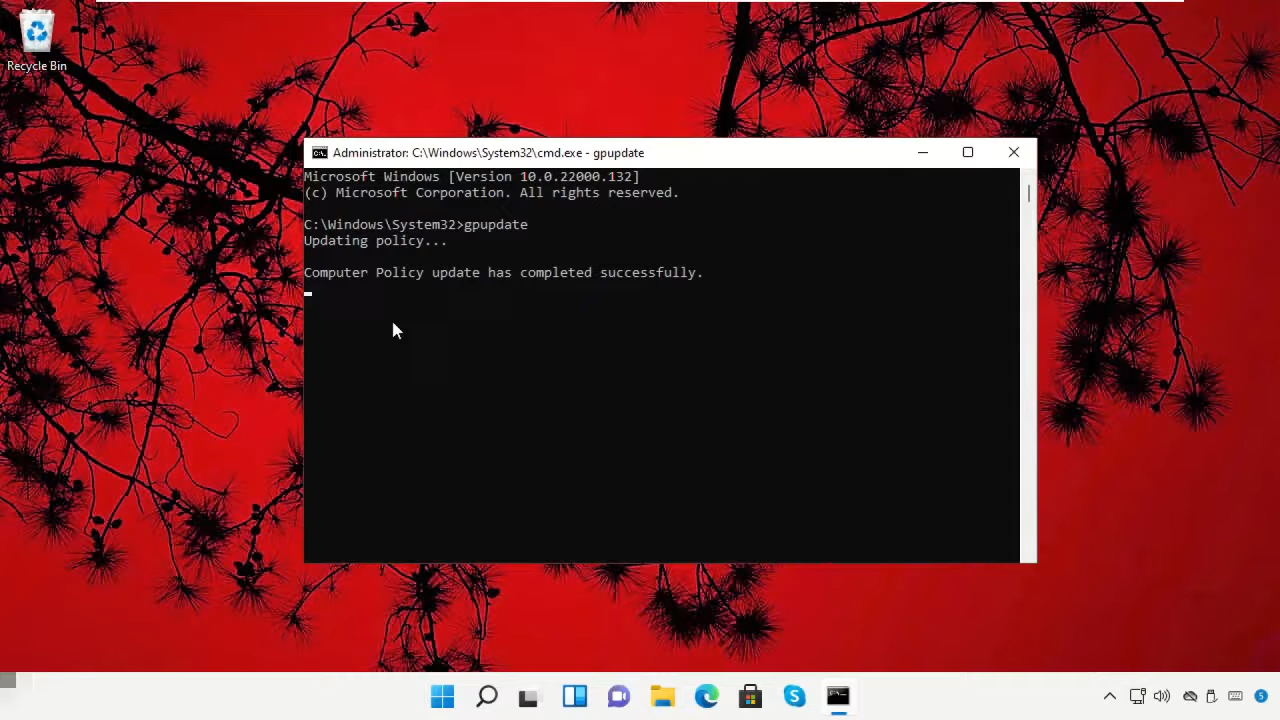 Recycle Bin
Administrator: C:\Windows\System32\cmd.exe - gpupdate
Microsoft Windows [Version 10.0.22000.132]
(c) Microsoft Corporation. All rights reserved.
C:\Windows\System32>gpupdate
Updating policy...
Computer Policy update has completed successfully.
5